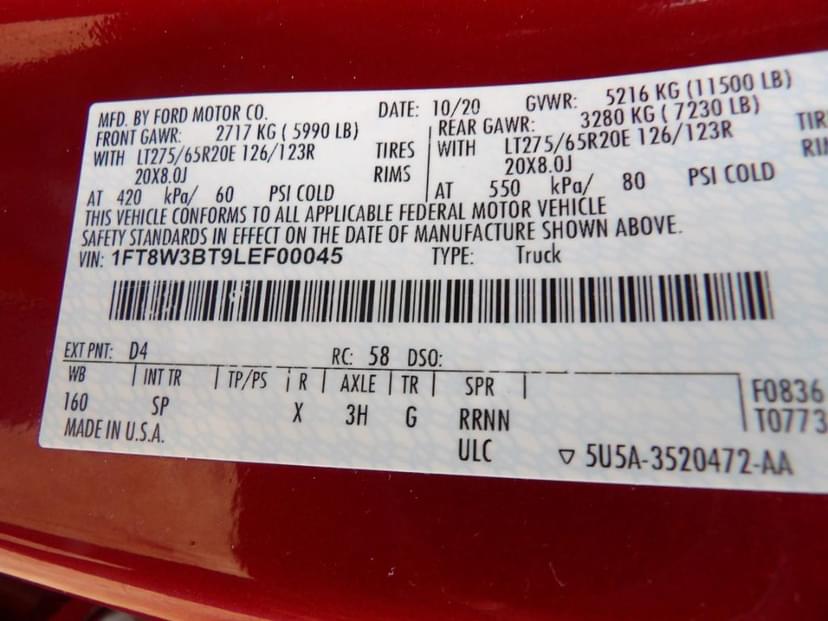 MFD. BY FORD MOTOR CO. DATE: 10/20 GVWR: 5216 KG (11500 LB)
FRONT GAWR: 2717 KG ( 5990 LB) REAR GAWR: 3280 KG ( 7230 LB)
WITH LT275/65R20E 126/123R TIRES WITH LT275/65R20E 126/123R
20X8.0J RIMS 20X8.0J
AT 420 kPa/ 60 PSI COLD AT 550 kPa/ 80 PSI COLD
THIS VEHICLE CONFORMS TO ALL APPLICABLE FEDERAL MOTOR VEHICLE
SAFETY STANDARDS IN EFFECT ON THE DATE OF MANUFACTURE SHOWN ABOVE.
VIN: 1FT8W3BT9LEF00045 TYPE: Truck
EXT PNT: D4 RC: 58 DSO:
WB INT TR TP/PS R AXLE TR SPR
160 SP X 3H G RRNN F0836
MADE IN U.S.A. ULC T0773
▽ 5U5A-3520472-AA